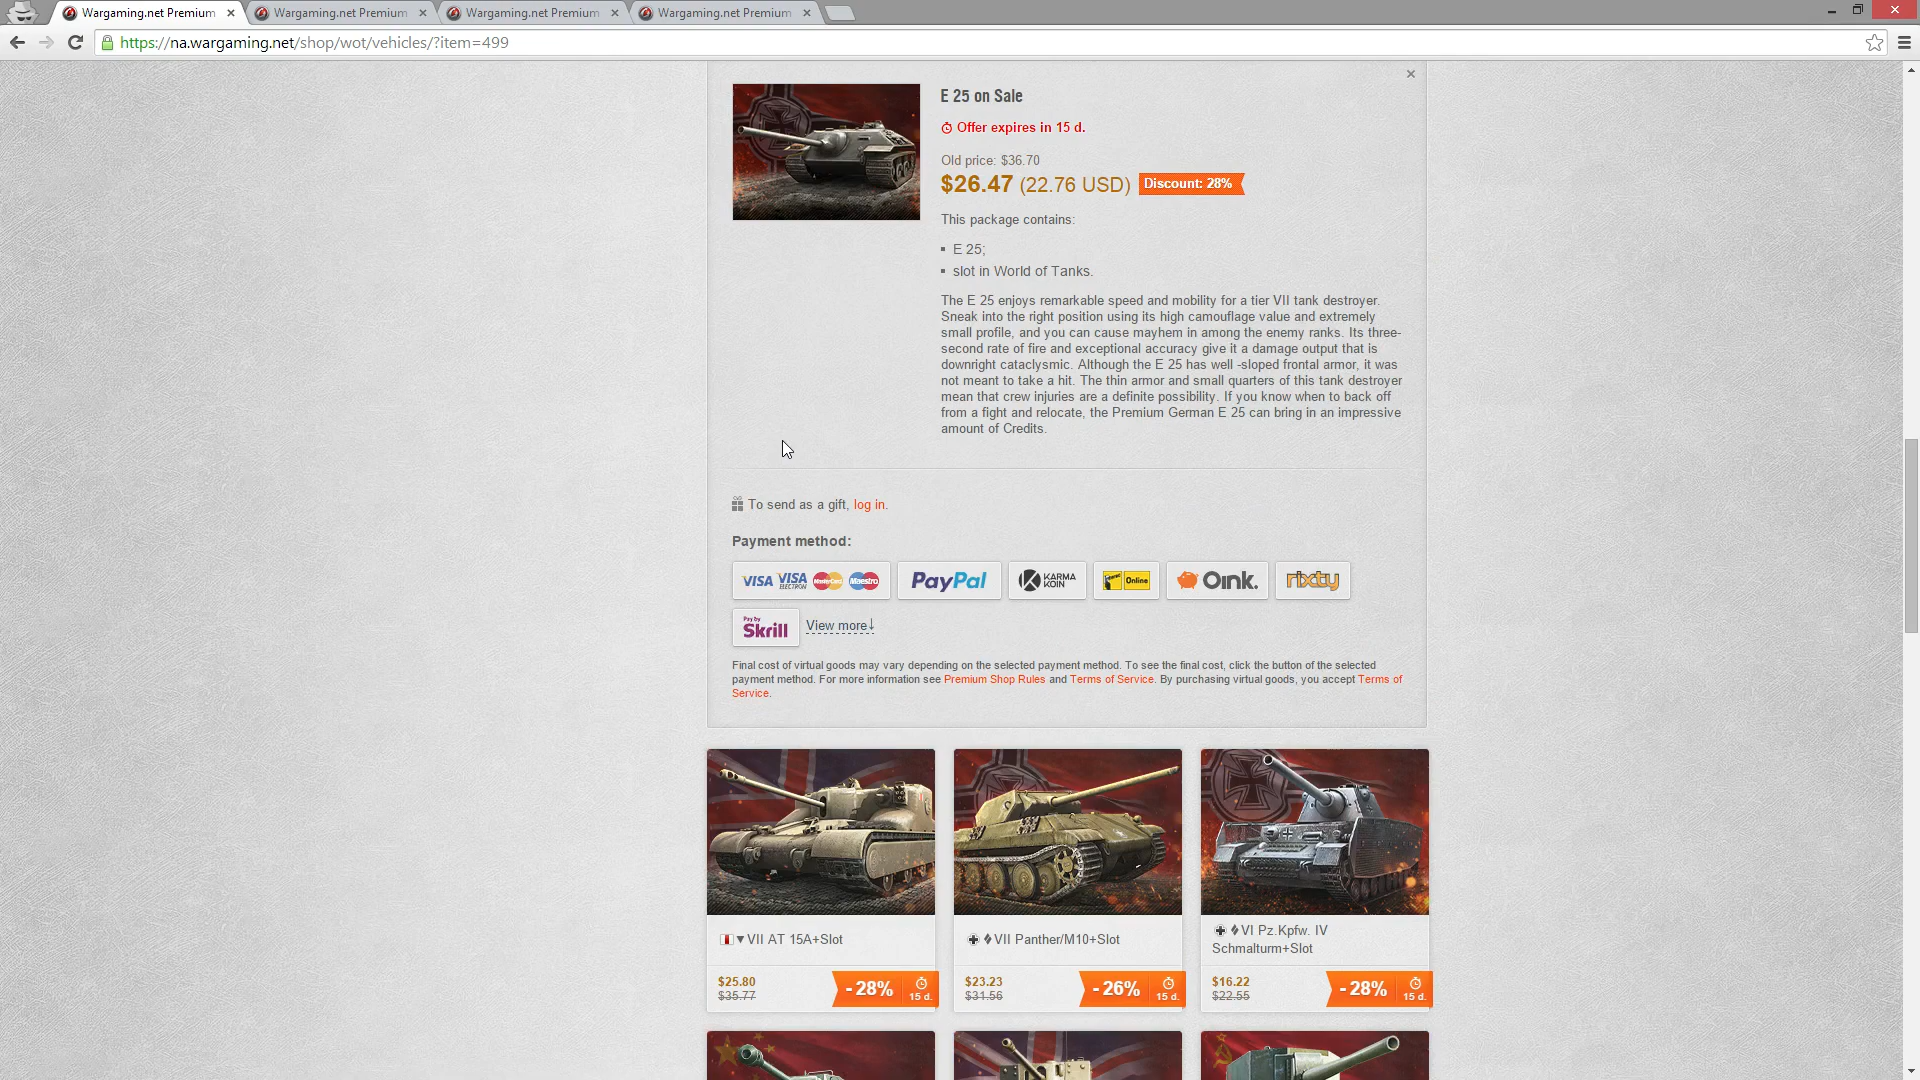 Wargaming.net Premium
Wargaming.net Premium
Wargaming.net Premium
Wargaming.net Premium
https://na.wargaming.net/shop/wot/vehicles/?item=499
E 25 on Sale
Offer expires in 15 d.
Old price: $36.70
$26.47 (22.76 USD) Discount: 28%
This package contains:
E 25;
slot in World of Tanks.
The E 25 enjoys remarkable speed and mobility for a tier VII tank destroyer.
Sneak into the right position using its high camouflage value and extremely
small profile, and you can cause mayhem in among the enemy ranks. Its three-
second rate of fire and exceptional accuracy give it a damage output that is
downright cataclysmic. Although the E 25 has well -sloped frontal armor, it was
not meant to take a hit. The thin armor and small quarters of this tank destroyer
mean that crew injuries are a definite possibility. If you know when to back off
from a fight and relocate, the Premium German E 25 can bring in an impressive
amount of Credits.
To send as a gift, log in.
Payment method:
VISA VISA ELECTRON MasterCard Maestro PayPal KARMA KOIN Online Oink. rixty
Pay by Skrill View more↓
Final cost of virtual goods may vary depending on the selected payment method. To see the final cost, click the button of the selected
payment method. For more information see Premium Shop Rules and Terms of Service. By purchasing virtual goods, you accept Terms of
Service.
VII AT 15A+Slot
$25.80
$35.77
- 28%
15 d.
VII Panther/M10+Slot
$23.23
$31.56
- 26%
15 d.
VI Pz.Kpfw. IV
Schmalturm+Slot
$16.22
$22.55
- 28%
15 d.